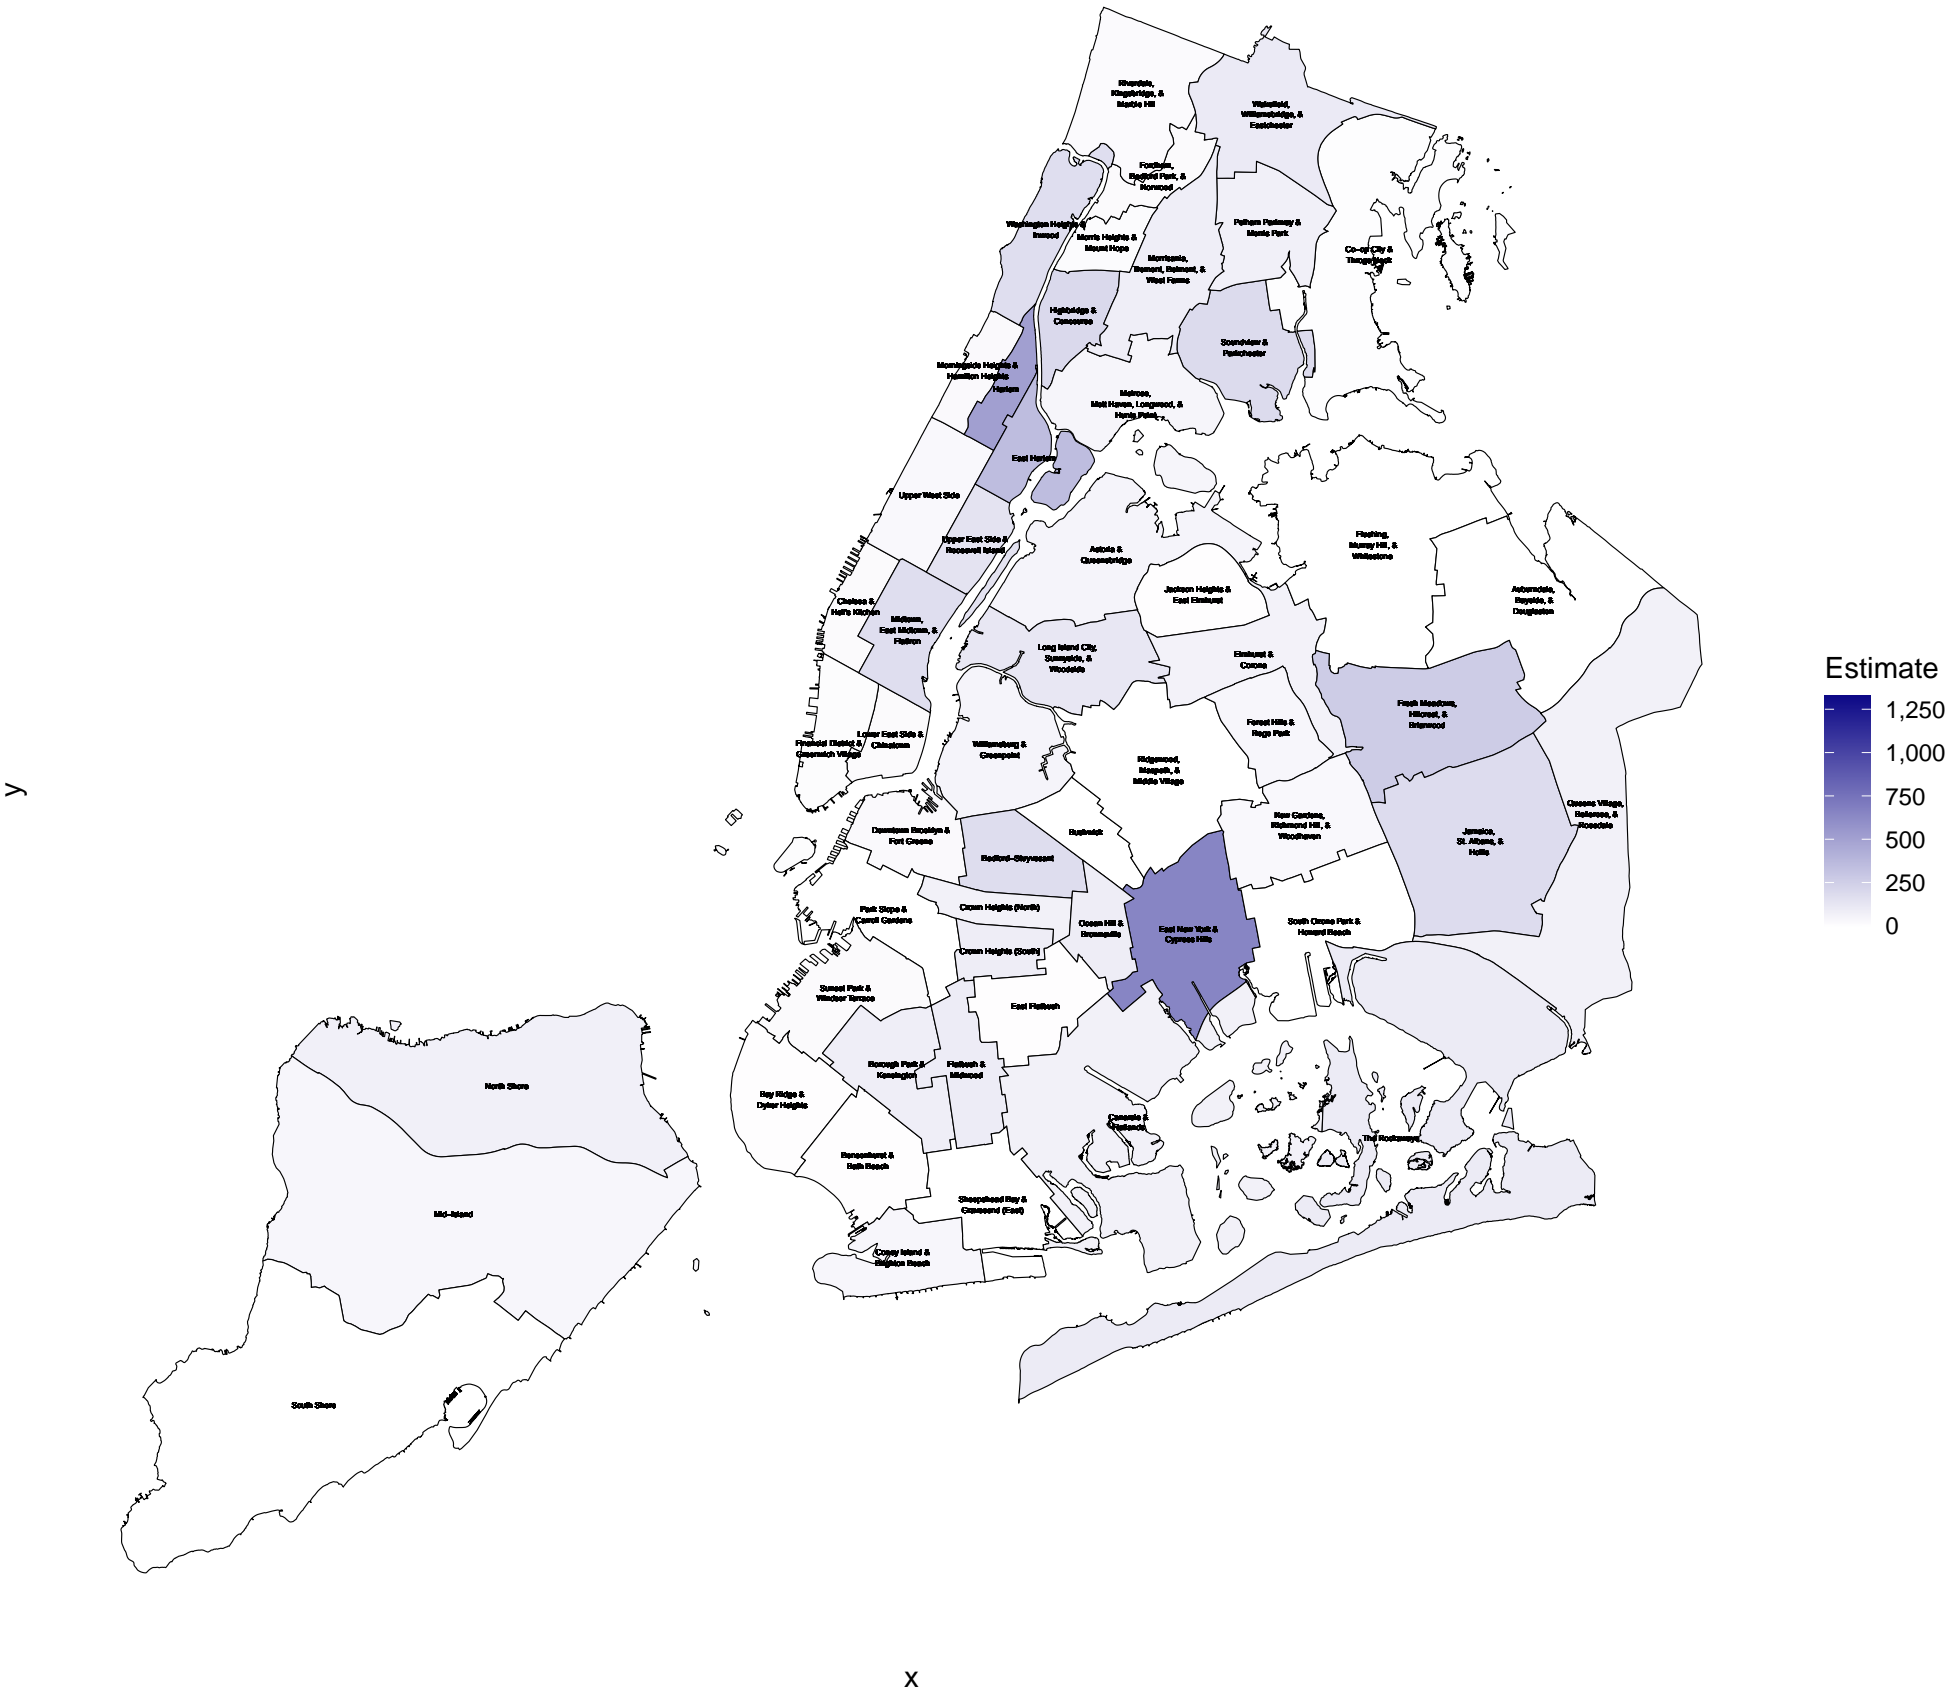 Riverdale,
Kingsbridge, &
Marble Hill
Wakefield,
Williamsbridge, &
Eastchester
Fordham,
Bedford Park, &
Norwood
Washington Heights &
Inwood
Morris Heights &
Mount Hope
Pelham Parkway &
Morris Park
Co−op City &
Throgs Neck
Morrisania,
Tremont, Belmont, &
West Farms
Highbridge &
Concourse
Soundview &
Parkchester
Morningside Heights &
Hamilton Heights
Harlem
Melrose,
Mott Haven, Longwood, &
Hunts Point
East Harlem
Upper West Side
Upper East Side &
Roosevelt Island
Astoria &
Queensbridge
Flushing,
Murray Hill, &
Whitestone
Jackson Heights &
East Elmhurst
Auburndale,
Bayside, &
Douglaston
Chelsea &
Hell's Kitchen
Midtown,
East Midtown, &
Flatiron
Long Island City,
Sunnyside, &
Woodside
Elmhurst &
Corona
Fresh Meadows,
Hillcrest, &
Briarwood
Forest Hills &
Rego Park
Financial District &
Greenwich Village
Lower East Side &
Chinatown
Williamsburg &
Greenpoint
Ridgewood,
Maspeth, &
Middle Village
Queens Village,
Bellerose, &
Rosedale
Kew Gardens,
Richmond Hill, &
Woodhaven
Jamaica,
St. Albans, &
Hollis
Downtown Brooklyn &
Fort Greene
Bushwick
Bedford−Stuyvesant
Park Slope &
Carroll Gardens
Crown Heights (North)
Ocean Hill &
Brownsville
East New York &
Cypress Hills
South Ozone Park &
Howard Beach
Crown Heights (South)
Sunset Park &
Windsor Terrace
East Flatbush
Borough Park &
Kensington
Flatbush &
Midwood
Bay Ridge &
Dyker Heights
Canarsie &
Flatlands
The Rockaways
Bensonhurst &
Bath Beach
Sheepshead Bay &
Gravesend (East)
Coney Island &
Brighton Beach
North Shore
Mid−Island
South Shore
Estimate
1,250
1,000
750
500
250
0
x
y